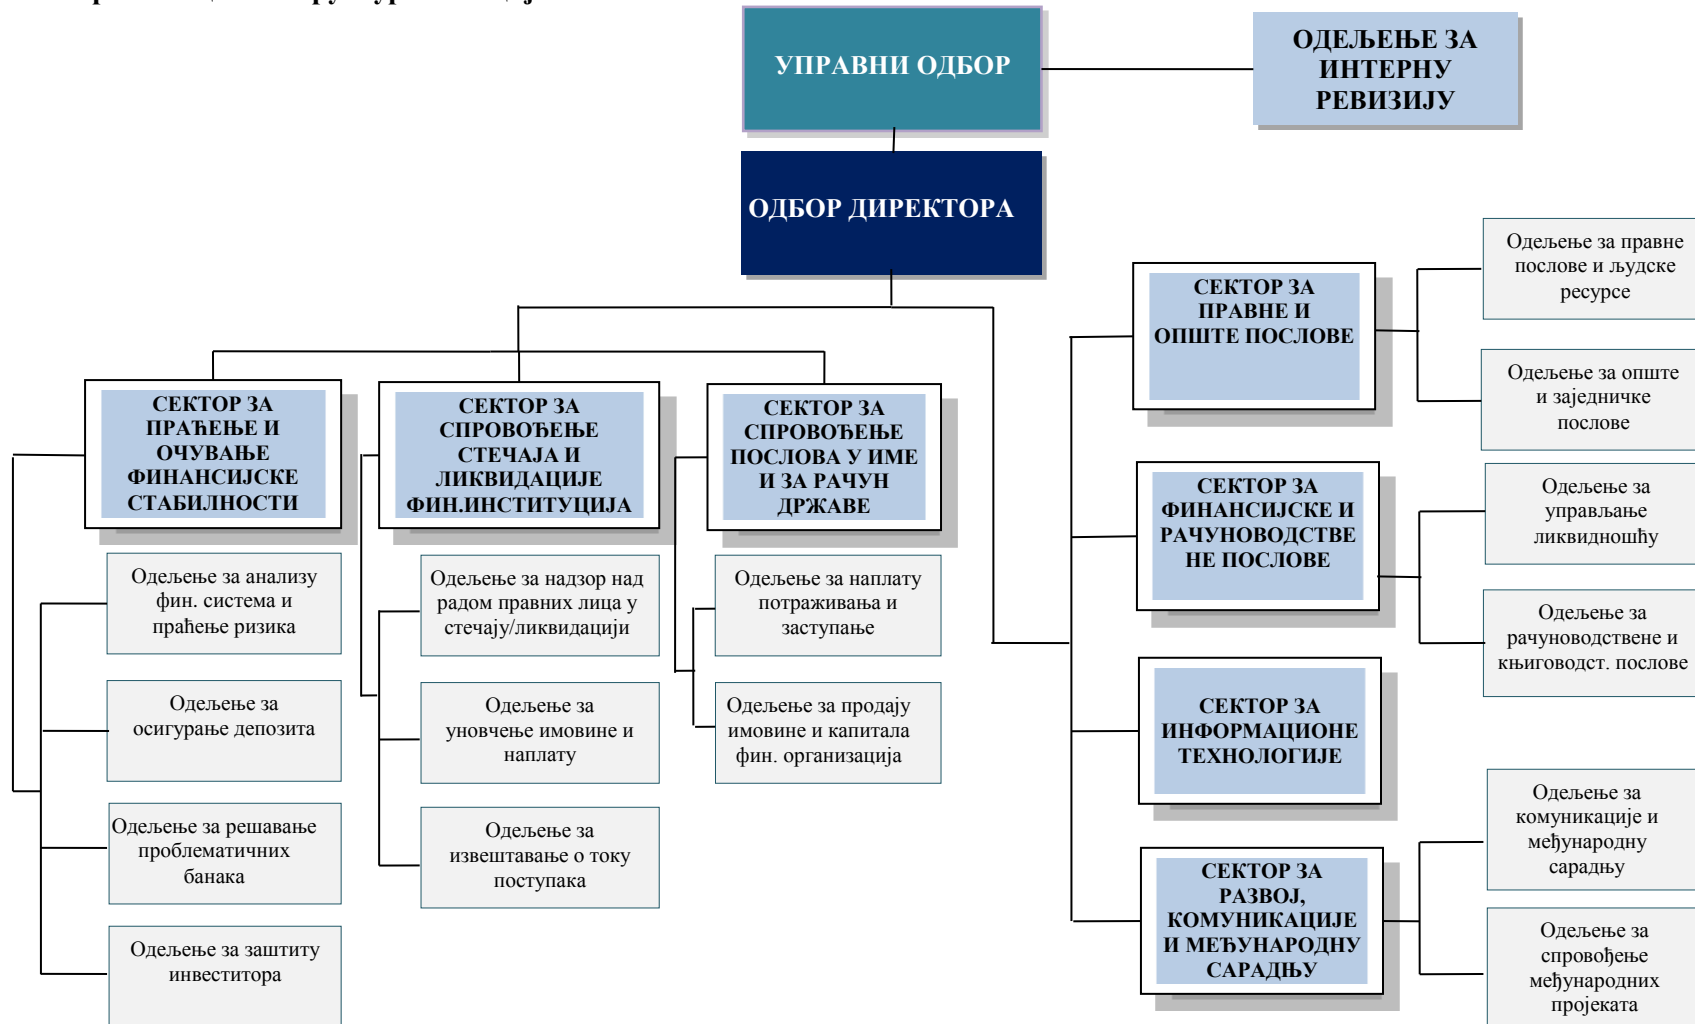 УПРАВНИ ОДБОР
ОДЕЉЕЊЕ ЗА
ИНТЕРНУ
РЕВИЗИЈУ
ОДБОР ДИРЕКТОРА
СЕКТОР ЗА
ПРАЋЕЊЕ И
ОЧУВАЊЕ
ФИНАНСИЈСКЕ
СТАБИЛНОСТИ
Одељење за анализу
фин. система и
праћење ризика
Одељење за
осигурање депозита
Одељење за решавање
проблематичних
банака
Одељење за заштиту
инвеститора
СЕКТОР ЗА
СПРОВОЂЕЊЕ
СТЕЧАЈА И
ЛИКВИДАЦИЈЕ
ФИН.ИНСТИТУЦИЈА
Одељење за надзор над
радом правних лица у
стечају/ликвидацији
Одељење за
уновчење имовине и
наплату
Одељење за
извештавање о току
поступака
СЕКТОР ЗА
СПРОВОЂЕЊЕ
ПОСЛОВА У ИМЕ
И ЗА РАЧУН
ДРЖАВЕ
Одељење за наплату
потраживања и
заступање
Одељење за продају
имовине и капитала
фин. организација
СЕКТОР ЗА
ПРАВНЕ И
ОПШТЕ ПОСЛОВЕ
Одељење за правне
послове и људске
ресурсе
Одељење за опште
и заједничке
послове
СЕКТОР ЗА
ФИНАНСИЈСКЕ И
РАЧУНОВОДСТВЕ
НЕ ПОСЛОВЕ
Одељење за
управљање
ликвидношћу
Одељење за
рачуноводствене и
књиговодст. послове
СЕКТОР ЗА
ИНФОРМАЦИОНЕ
ТЕХНОЛОГИЈЕ
СЕКТОР ЗА
РАЗВОЈ,
КОМУНИКАЦИЈЕ
И МЕЂУНАРОДНУ
САРАДЊУ
Одељење за
комуникације и
међународну
сарадњу
Одељење за
спровођење
међународних
пројеката